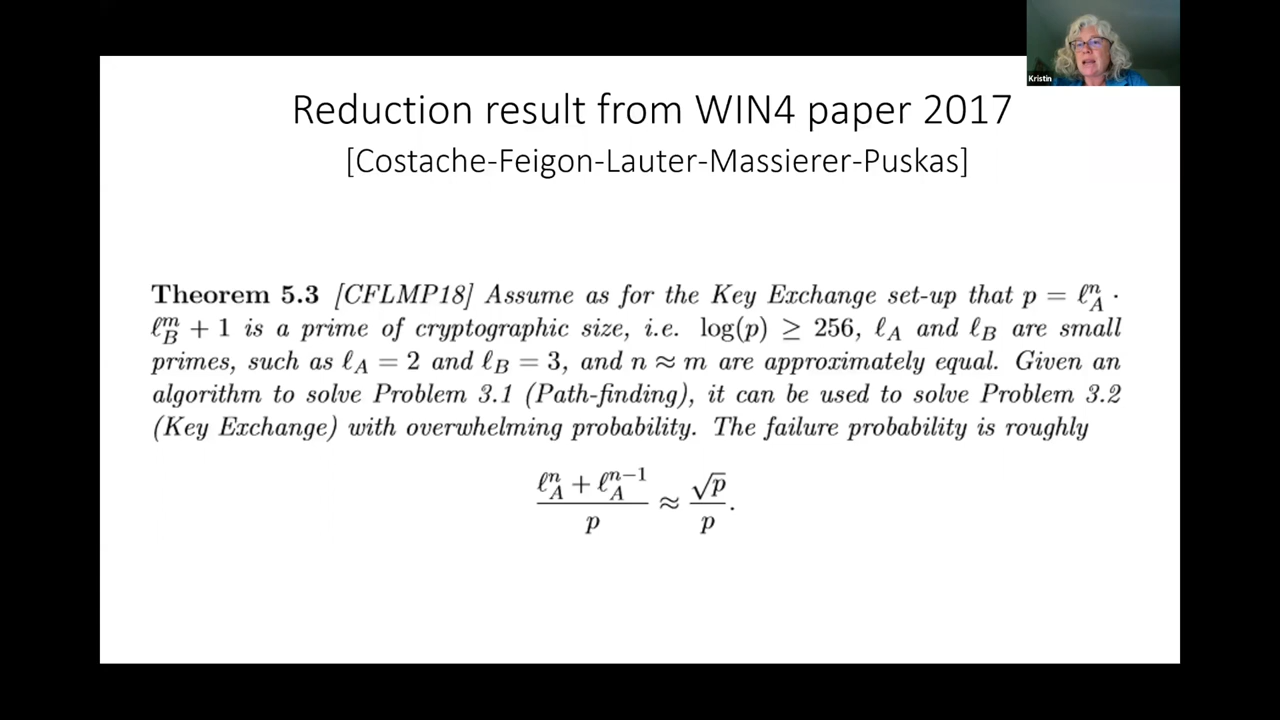 Kristin
Reduction result from WIN4 paper 2017
[Costache-Feigon-Lauter-Massierer-Puskas]
Theorem 5.3 [CFLMP18] Assume as for the Key Exchange set-up that p = ℓ_A^n ·
ℓ_B^m + 1 is a prime of cryptographic size, i.e. log(p) ≥ 256, ℓ_A and ℓ_B are small
primes, such as ℓ_A = 2 and ℓ_B = 3, and n ≈ m are approximately equal. Given an
algorithm to solve Problem 3.1 (Path-finding), it can be used to solve Problem 3.2
(Key Exchange) with overwhelming probability. The failure probability is roughly
(ℓ_A^n + ℓ_A^{n−1})/p ≈ √p/p.